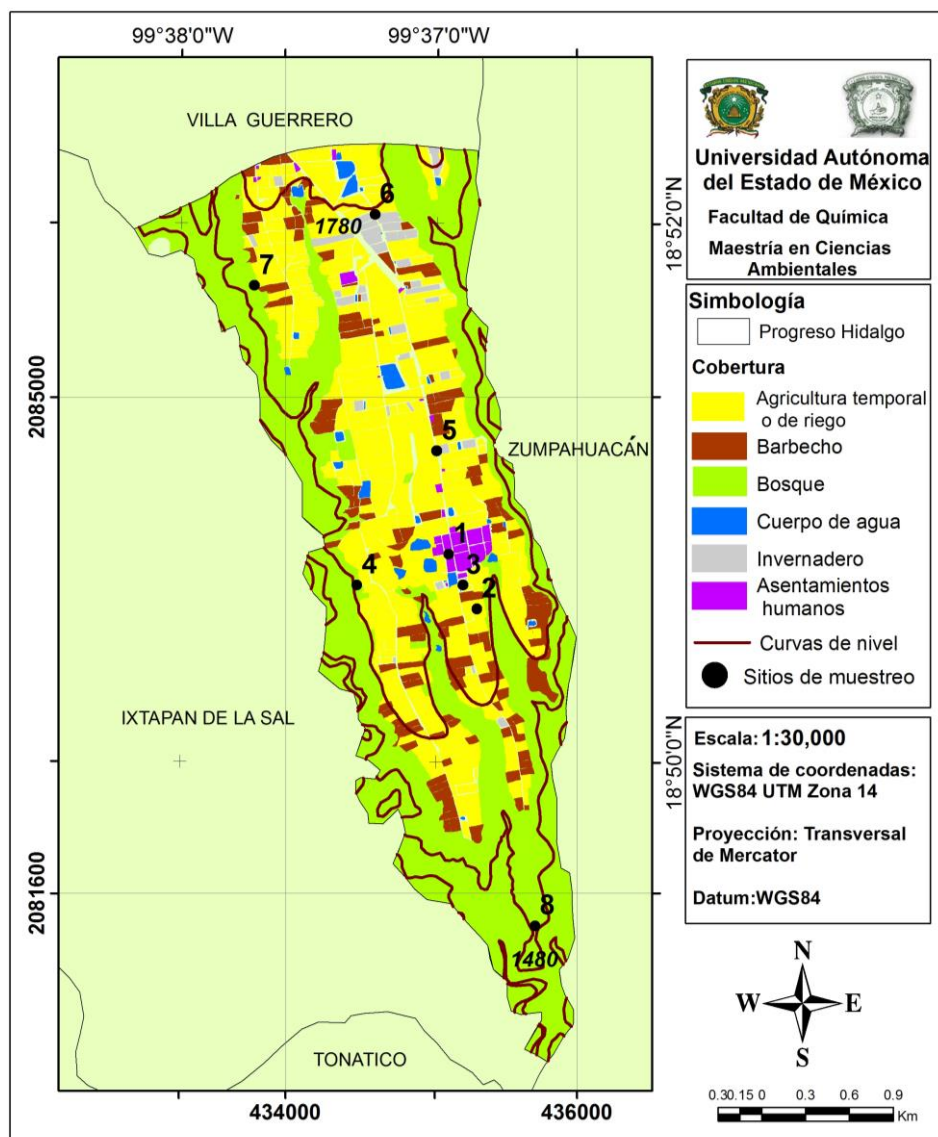 99°38'0"W
99°37'0"W
VILLA GUERRERO
6
1780
7
18°52'0"N
2085000
5
ZUMPAHUACÁN
1
3
4
2
IXTAPAN DE LA SAL
18°50'0"N
2081600
8
1480
TONATICO
434000
436000
Universidad Autónoma
del Estado de México
Facultad de Química
Maestría en Ciencias
Ambientales
Simbología
Progreso Hidalgo
Cobertura
Agricultura temporal
o de riego
Barbecho
Bosque
Cuerpo de agua
Invernadero
Asentamientos
humanos
Curvas de nivel
Sitios de muestreo
Escala: 1:30,000
Sistema de coordenadas:
WGS84 UTM Zona 14
Proyección: Transversal
de Mercator
Datum:WGS84
N
W
E
S
0.30.15 0 0.3 0.6 0.9
Km